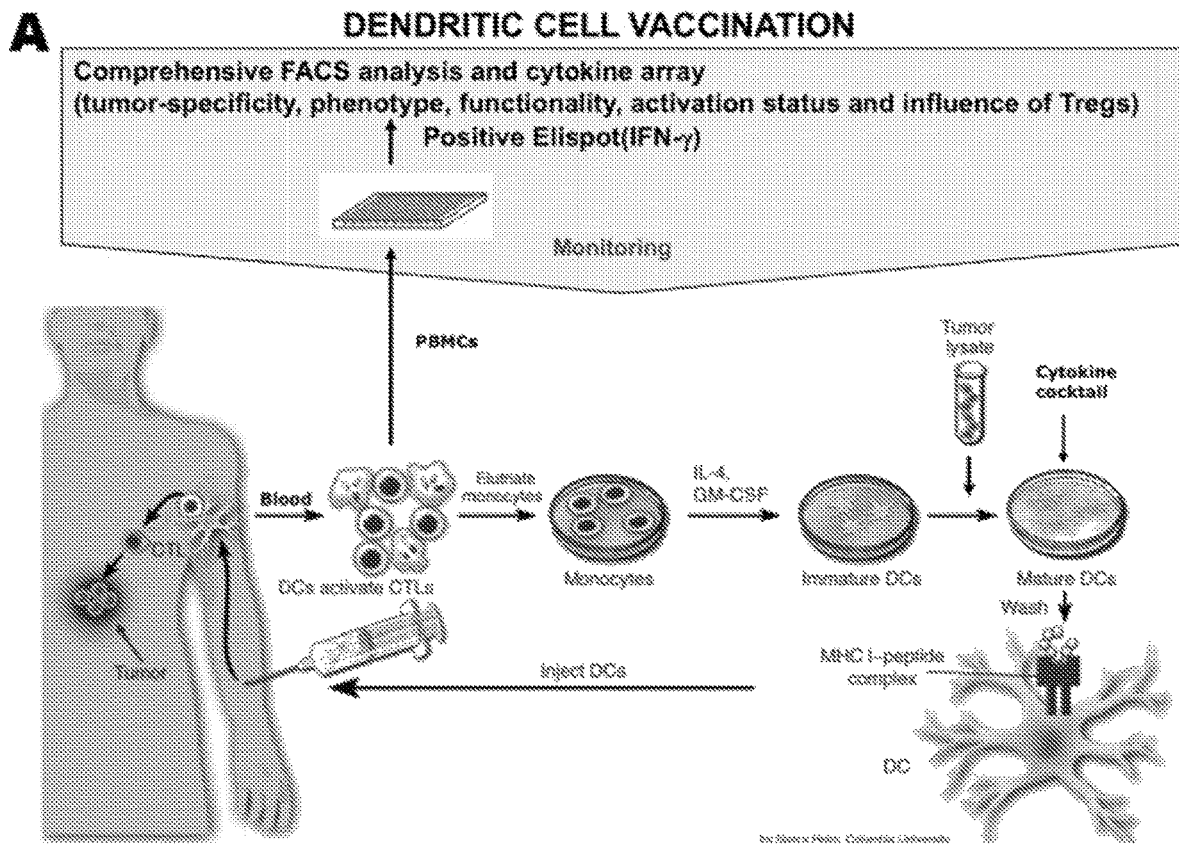 A
DENDRITIC CELL VACCINATION
Comprehensive FACS analysis and cytokine array
(tumor-specificity, phenotype, functionality, activation status and influence of Tregs)
Positive Elispot(IFN-γ)
Monitoring
PBMCs
Tumor
lysate
Cytokine
cocktail
Blood
Elutriate
monocytes
IL-4,
GM-CSF
CTL
DCs activate CTLs
Monocytes
Immature DCs
Mature DCs
Wash
Tumor
Inject DCs
MHC I-peptide
complex
DC
University